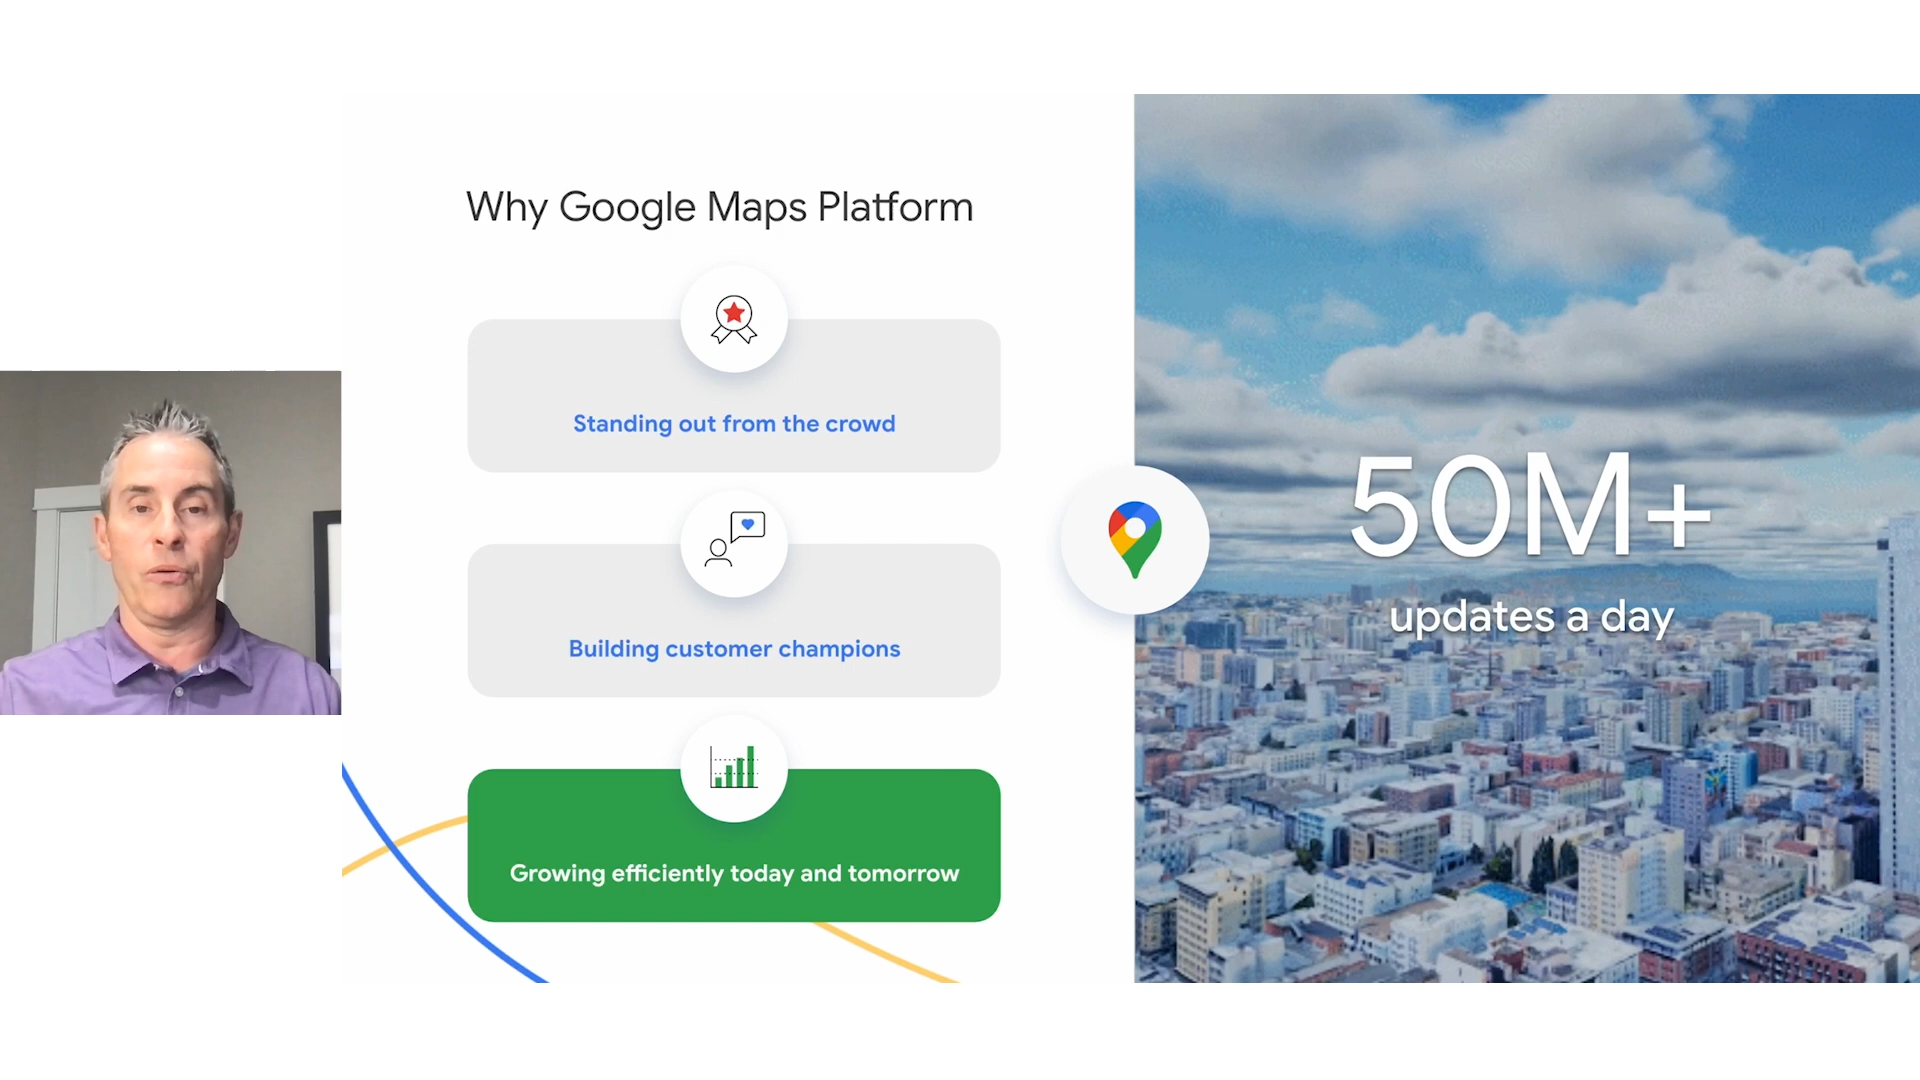 Why Google Maps Platform
Standing out from the crowd
Building customer champions
Growing efficiently today and tomorrow
50M+
updates a day